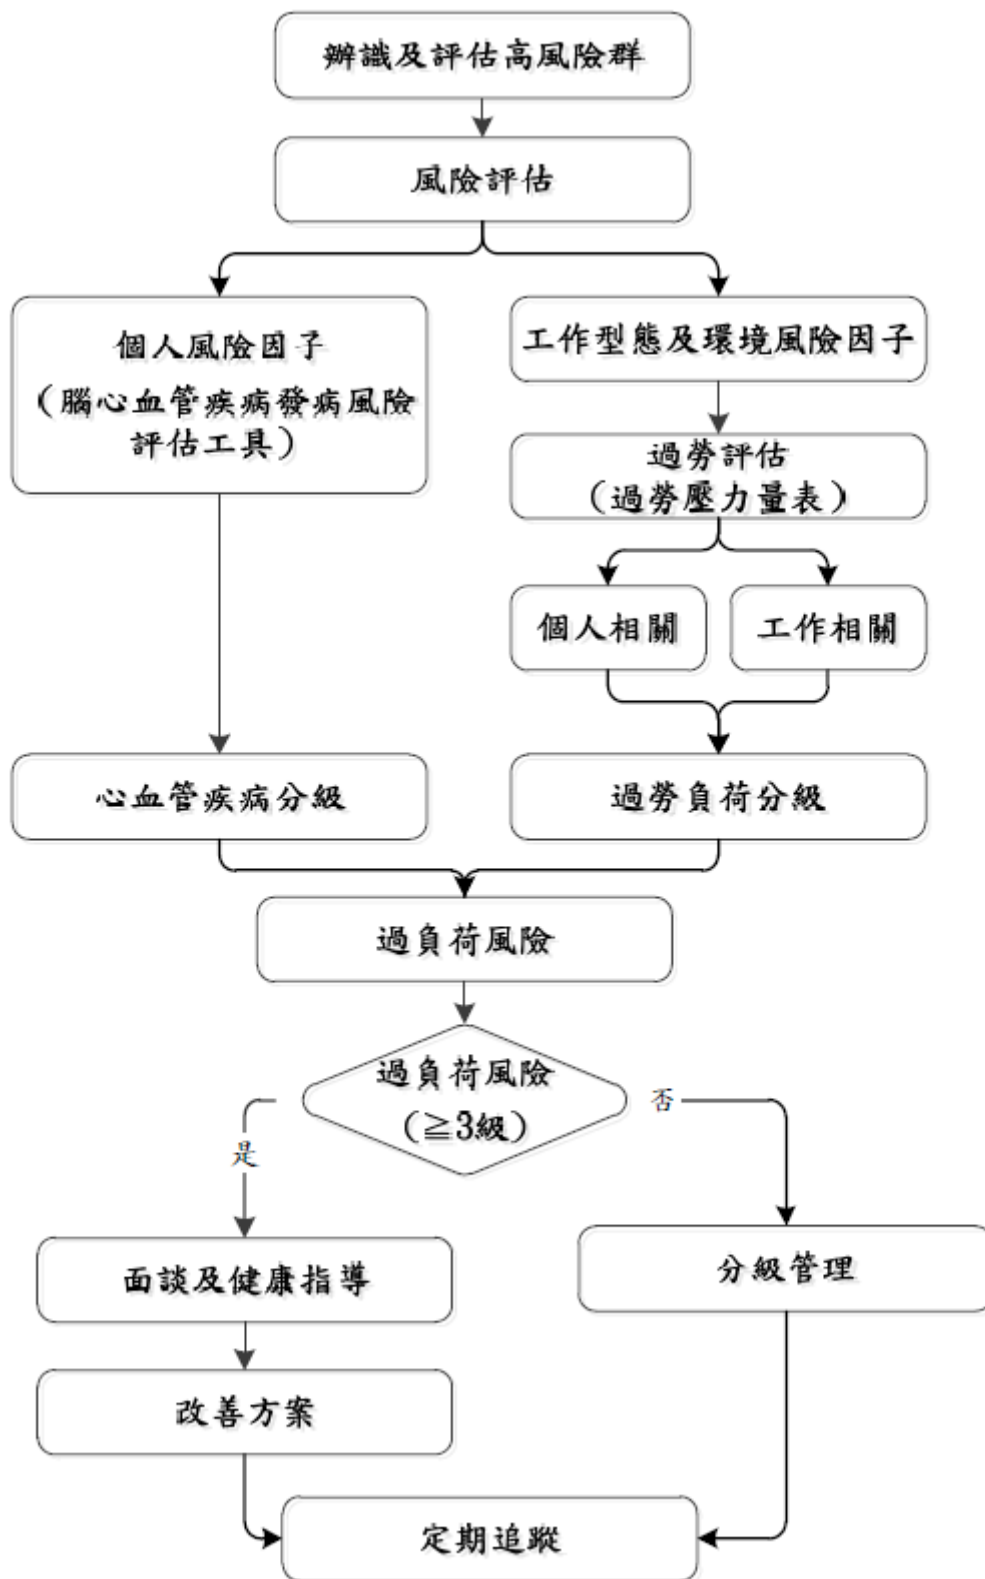 辨識及評估高風險群
風險評估
個人風險因子
（腦心血管疾病發病風險
評估工具）
工作型態及環境風險因子
過勞評估
（過勞壓力量表）
個人相關
工作相關
心血管疾病分級
過勞負荷分級
過負荷風險
過負荷風險
（≧3級）
是
否
面談及健康指導
分級管理
改善方案
定期追蹤